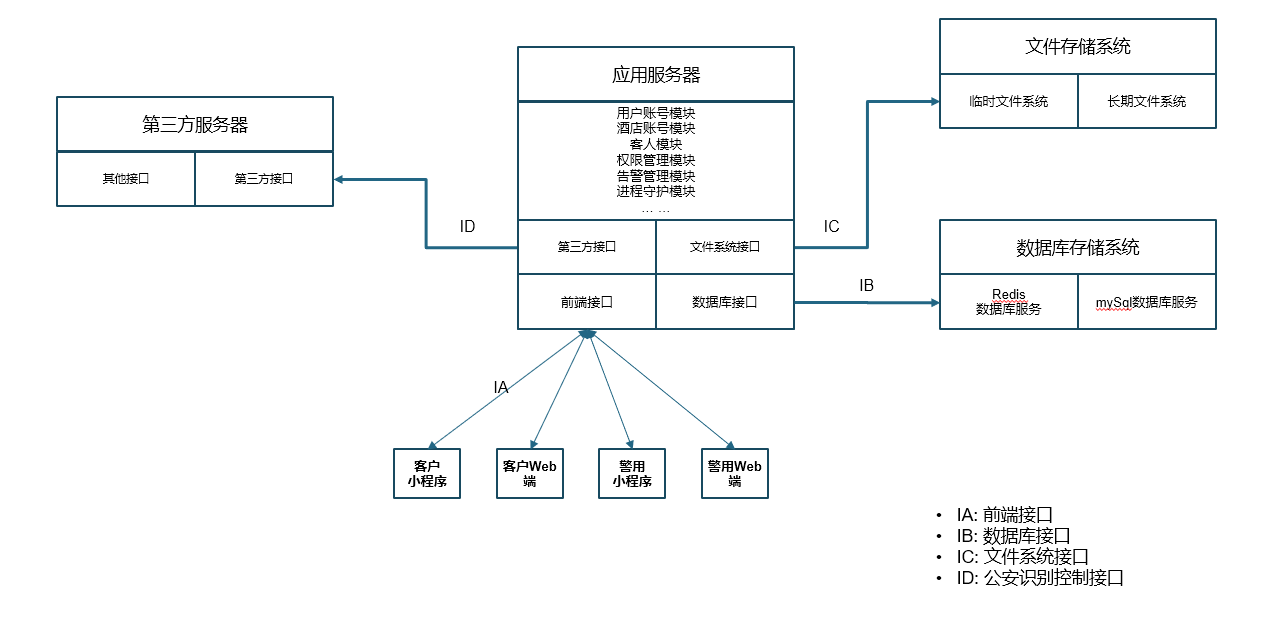 文件存储系统
临时文件系统
长期文件系统
应用服务器
用户账号模块
酒店账号模块
客人模块
权限管理模块
告警管理模块
进程守护模块
... ...
第三方服务器
其他接口
第三方接口
ID
IC
第三方接口
文件系统接口
前端接口
数据库接口
IB
数据库存储系统
Redis
数据库服务
mySql数据库服务
IA
客户
小程序
客户Web
端
警用
小程序
警用Web
端
• IA: 前端接口
• IB: 数据库接口
• IC: 文件系统接口
• ID: 公安识别控制接口